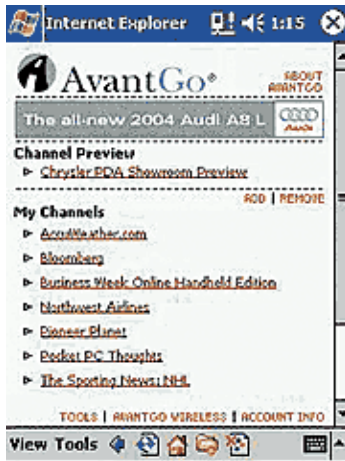 Internet Explorer 1:15
AvantGo
ABOUT
AVANTGO
The all-new 2004 Audi A8 L
Audi
Channel Preview
Chrysler PDA Showroom Preview
ADD | REMOVE
My Channels
AccuWeather.com
Bloomberg
Business Week Online Handheld Edition
Northwest Airlines
Pioneer Planet
Pocket PC Thoughts
The Sporting News: NHL
TOOLS | AVANTGO WIRELESS | ACCOUNT INFO
View Tools